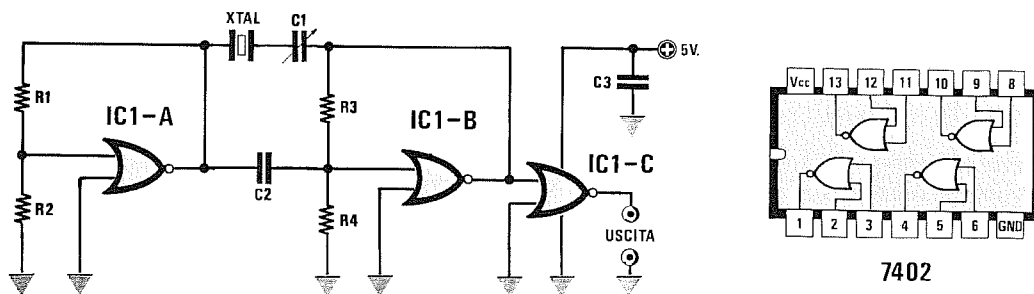 XTAL
C1
5V.
C3
R1
R3
IC1-A
IC1-B
IC1-C
C2
R2
R4
USCITA
Vcc 13 12 11 10 9 8
1 2 3 4 5 6 GND
7402